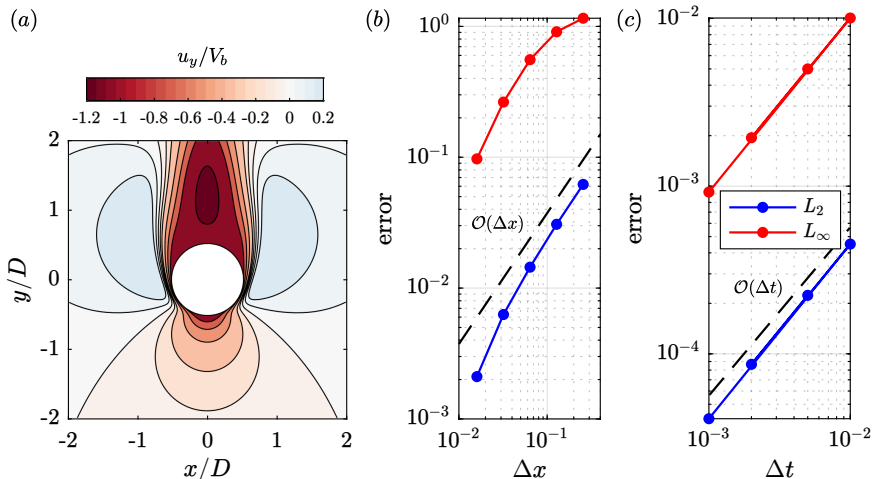 (a)
u_y/V_b
-1.2 -1 -0.8 -0.6 -0.4 -0.2 0 0.2
2
1
0
-1
-2
y/D
-2 -1 0 1 2
x/D
(b)
10^0
10^{-1}
10^{-2}
10^{-3}
error
O(Δx)
10^{-2} 10^{-1}
Δx
(c)
10^{-2}
10^{-3}
10^{-4}
error
L_2
L_∞
O(Δt)
10^{-3} 10^{-2}
Δt